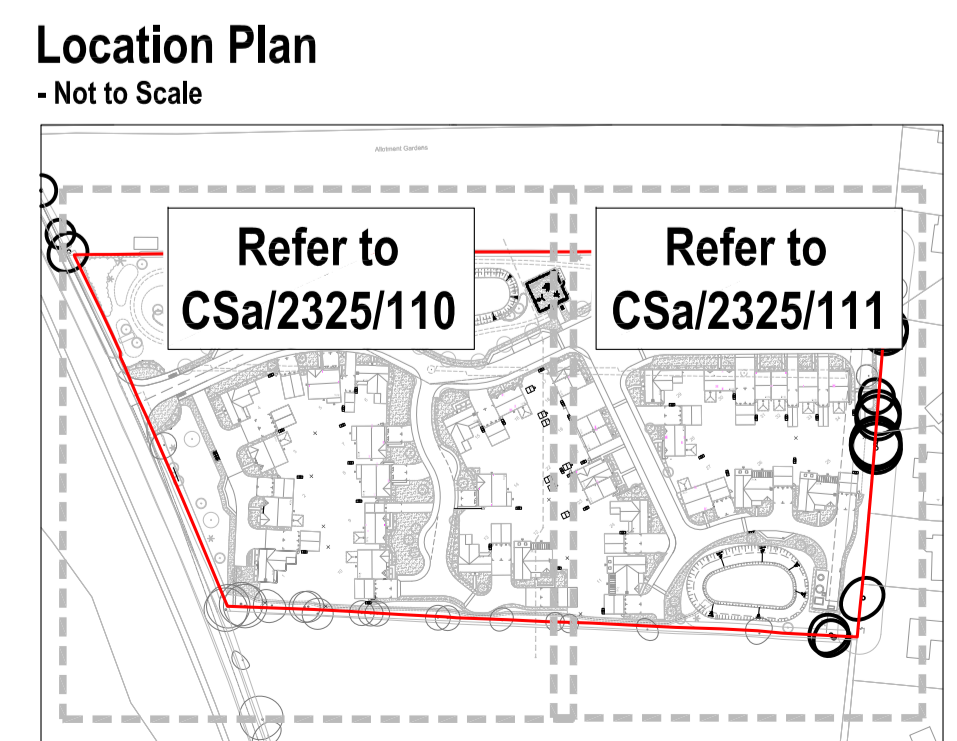 Location Plan
- Not to Scale
Allotment Gardens
Refer to
CSa/2325/110
Refer to
CSa/2325/111